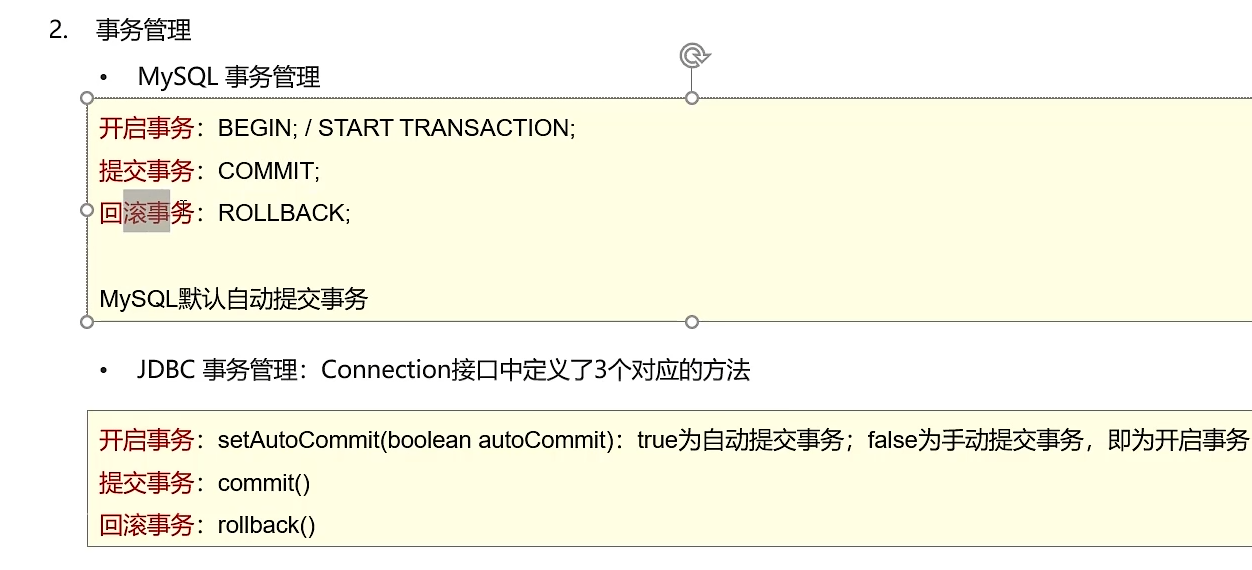 2. 事务管理
• MySQL 事务管理
开启事务：BEGIN; / START TRANSACTION;
提交事务：COMMIT;
回滚事务：ROLLBACK;
MySQL默认自动提交事务
• JDBC 事务管理：Connection接口中定义了3个对应的方法
开启事务：setAutoCommit(boolean autoCommit)：true为自动提交事务；false为手动提交事务，即为开启事务
提交事务：commit()
回滚事务：rollback()